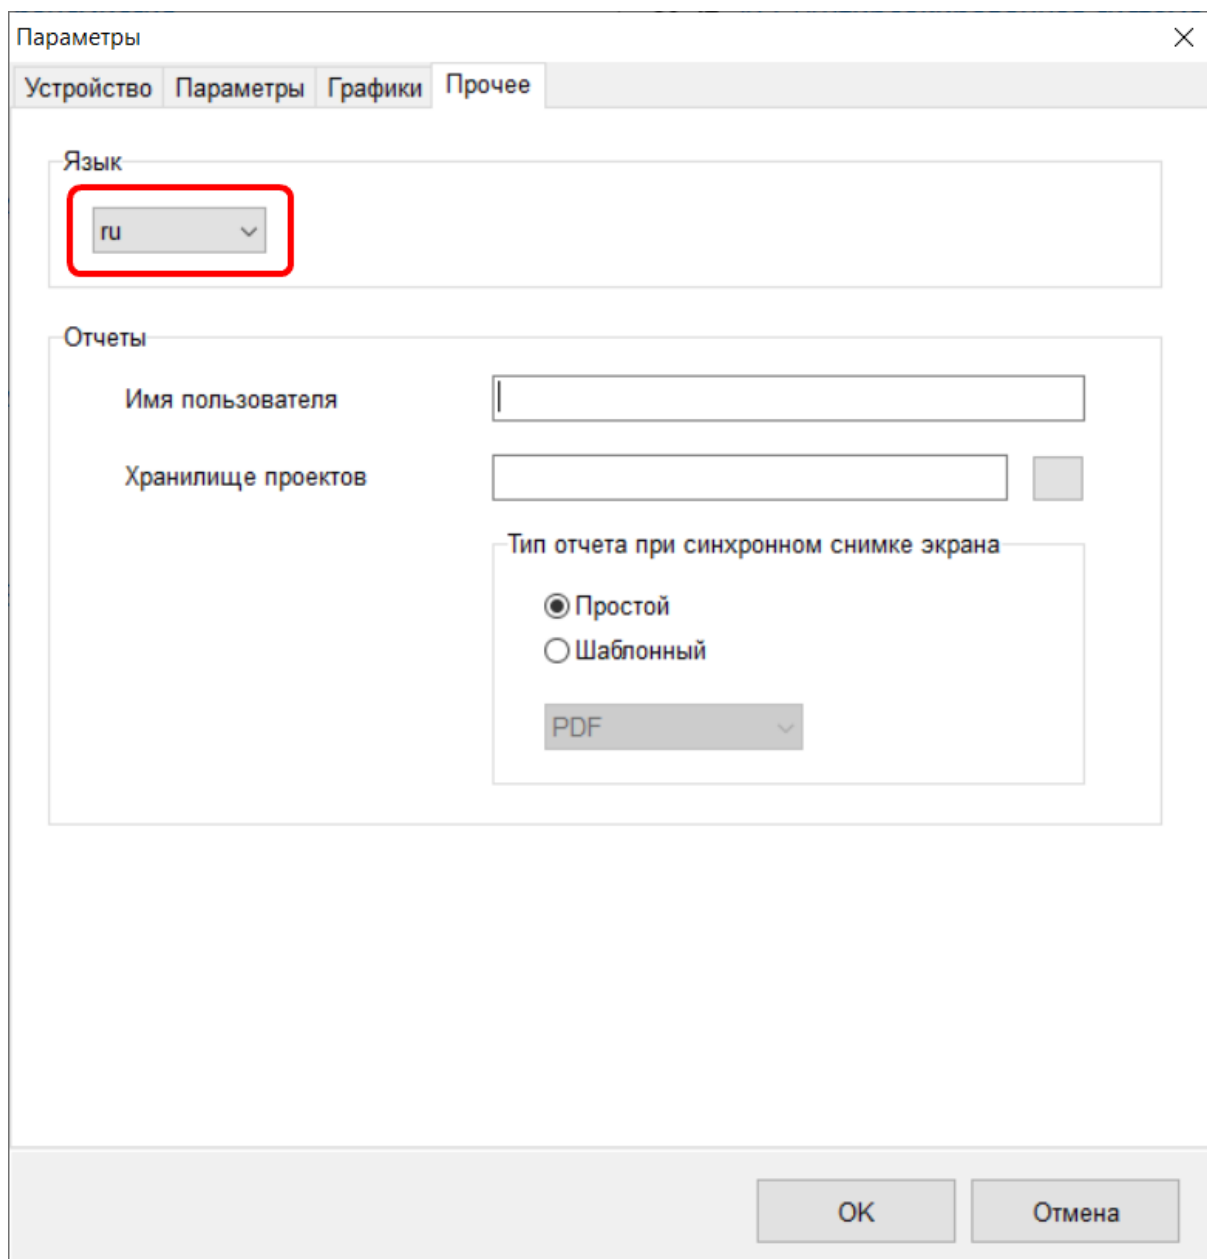 Параметры
Устройство Параметры Графики Прочее
Язык
ru
Отчеты
Имя пользователя
Хранилище проектов
Тип отчета при синхронном снимке экрана
Простой
Шаблонный
PDF
OK Отмена